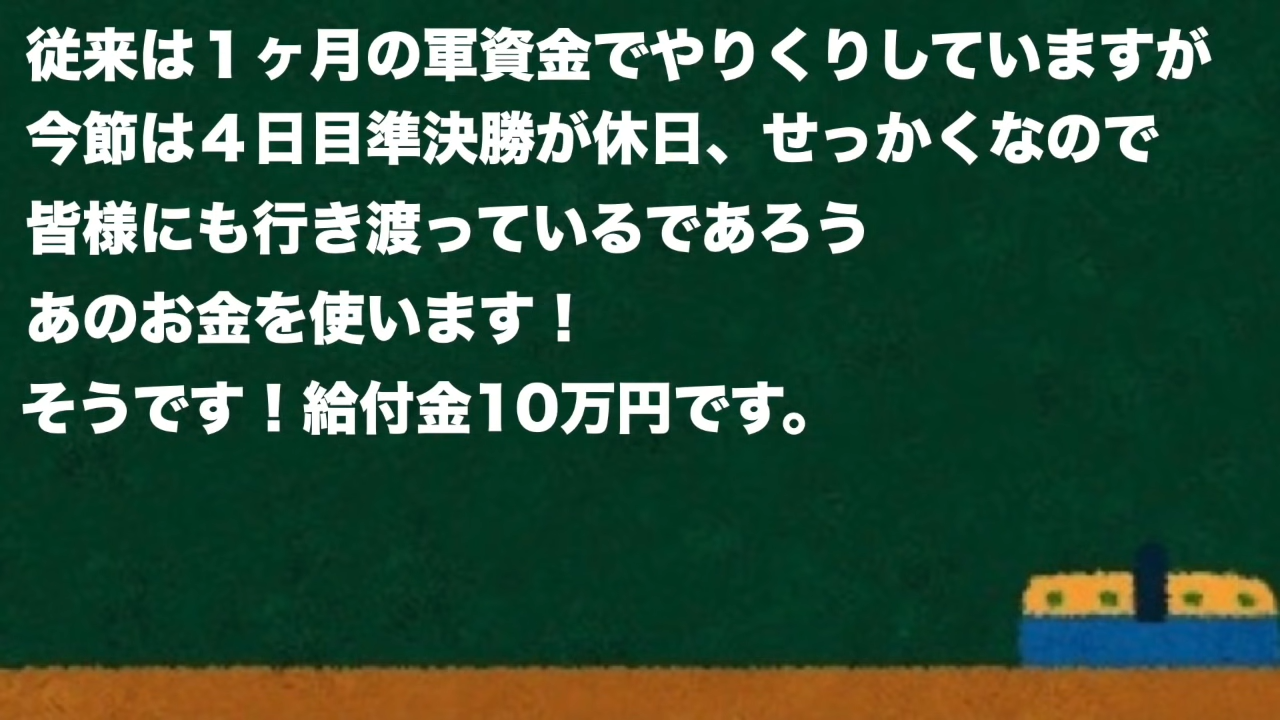 従来は１ヶ月の軍資金でやりくりしていますが
今節は４日目準決勝が休日、せっかくなので
皆様にも行き渡っているであろう
あのお金を使います！
そうです！給付金10万円です。